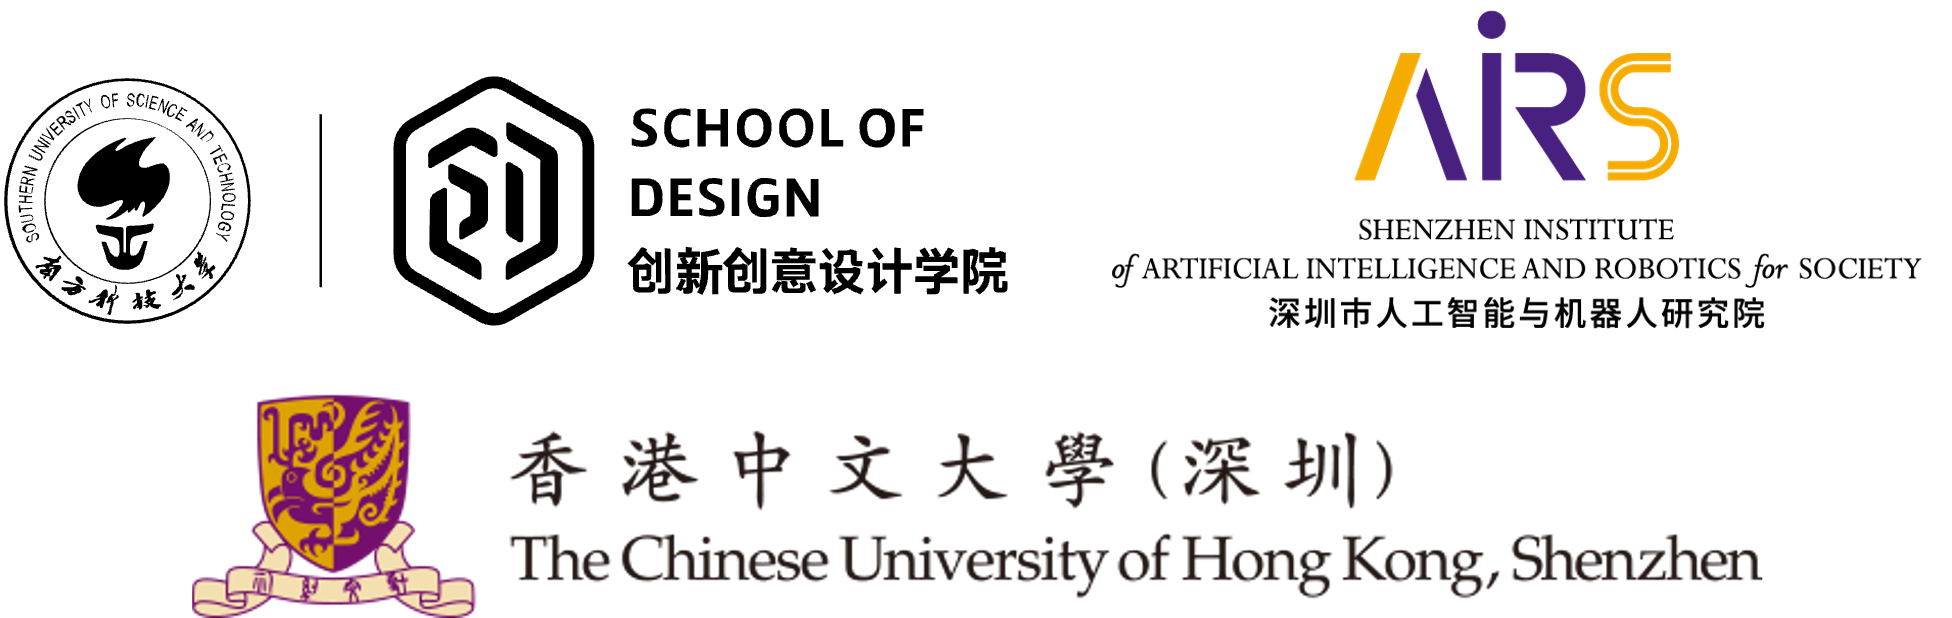 SOUTHERN UNIVERSITY OF SCIENCE AND TECHNOLOGY
南方科技大学
SCHOOL OF
DESIGN
创新创意设计学院
AIRS
SHENZHEN INSTITUTE
of ARTIFICIAL INTELLIGENCE AND ROBOTICS for SOCIETY
深圳市人工智能与机器人研究院
香港中文大學(深圳)
The Chinese University of Hong Kong, Shenzhen